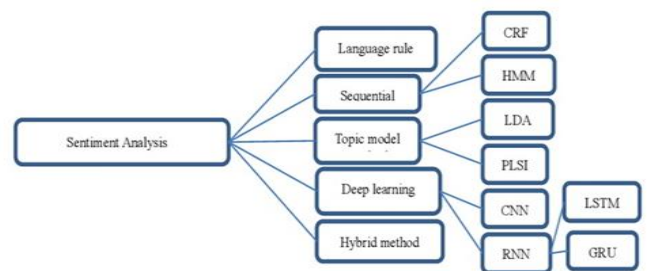 Sentiment Analysis
Language rule
Sequential
Topic model
Deep learning
Hybrid method
CRF
HMM
LDA
PLSI
CNN
RNN
LSTM
GRU